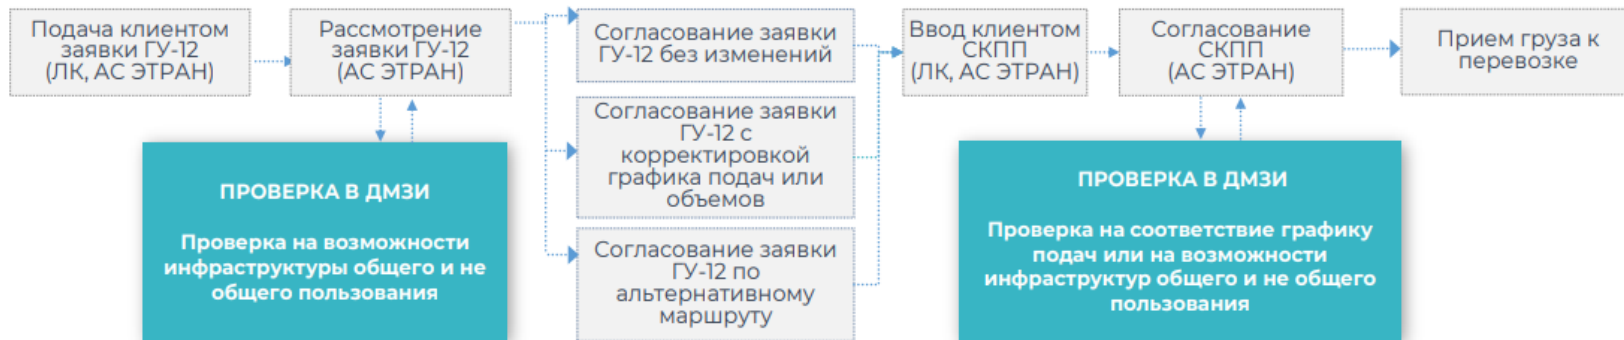 Подача клиентом
заявки ГУ-12
(ЛК, АС ЭТРАН)
Рассмотрение
заявки ГУ-12
(АС ЭТРАН)
ПРОВЕРКА В ДМЗИ
Проверка на возможности
инфраструктуры общего и не
общего пользования
Согласование заявки
ГУ-12 без изменений
Согласование заявки
ГУ-12 с
корректировкой
графика подач или
объемов
Согласование заявки
ГУ-12 по
альтернативному
маршруту
Ввод клиентом
СКПП
(ЛК, АС ЭТРАН)
Согласование
СКПП
(АС ЭТРАН)
ПРОВЕРКА В ДМЗИ
Проверка на соответствие графику
подач или на возможности
инфраструктур общего и не общего
пользования
Прием груза к
перевозке